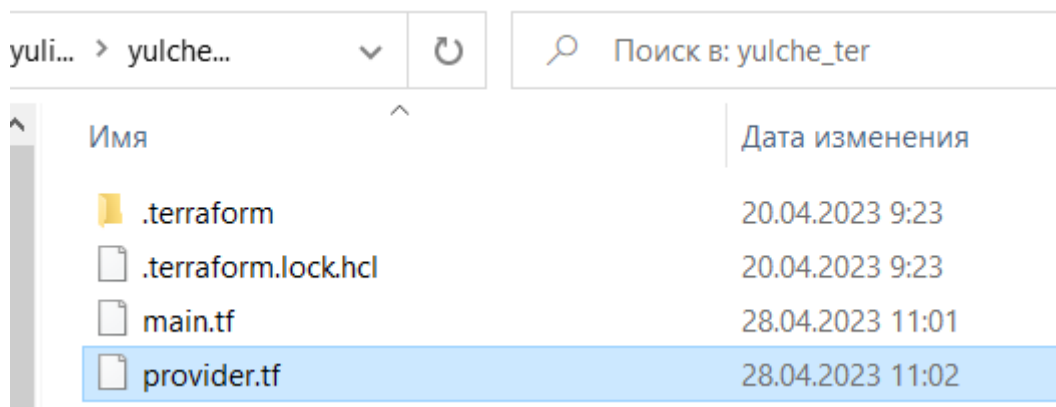 yuli... > yulche...
Поиск в: yulche_ter
Имя
Дата изменения
.terraform
20.04.2023 9:23
.terraform.lock.hcl
20.04.2023 9:23
main.tf
28.04.2023 11:01
provider.tf
28.04.2023 11:02